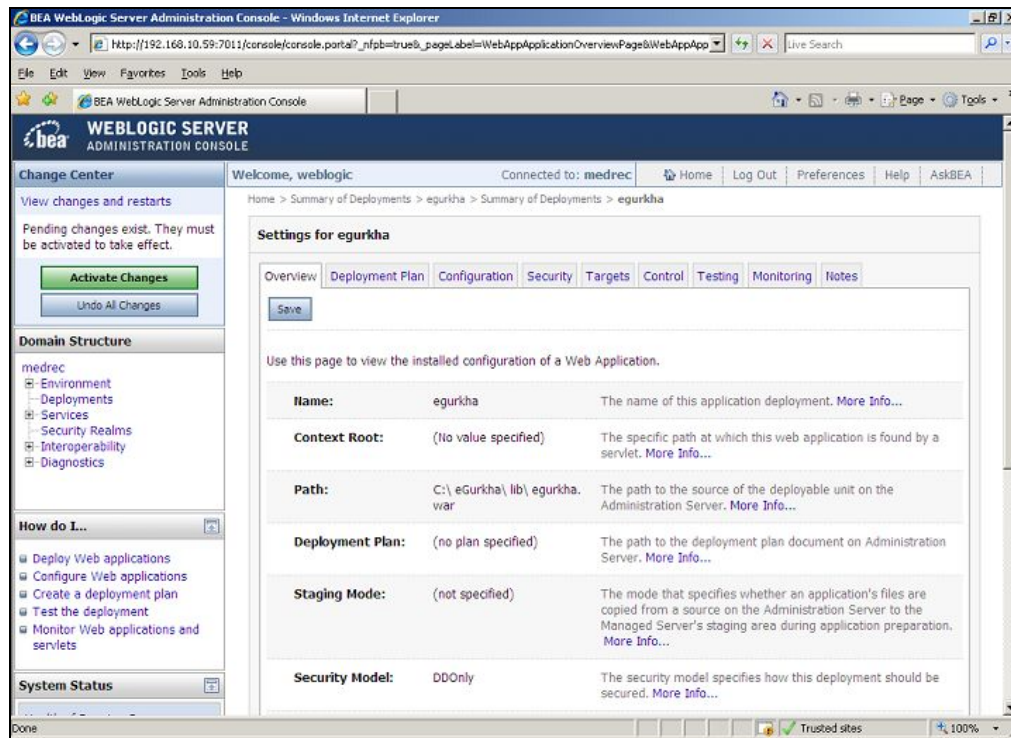 BEA WebLogic Server Administration Console - Windows Internet Explorer
http://192.168.10.59:7011/console/console.portal?_nfpb=true&_pageLabel=WebAppApplicationOverviewPage&WebAppApp
Live Search
File Edit View Favorites Tools Help
BEA WebLogic Server Administration Console
Page Tools
bea WEBLOGIC SERVER
ADMINISTRATION CONSOLE
Change Center
View changes and restarts
Pending changes exist. They must
be activated to take effect.
Activate Changes
Undo All Changes
Domain Structure
medrec
Environment
Deployments
Services
Security Realms
Interoperability
Diagnostics
How do I...
Deploy Web applications
Configure Web applications
Create a deployment plan
Test the deployment
Monitor Web applications and
servlets
System Status
Welcome, weblogic
Connected to: medrec
Home Log Out Preferences Help AskBEA
Home > Summary of Deployments > egurkha > Summary of Deployments > egurkha
Settings for egurkha
Overview Deployment Plan Configuration Security Targets Control Testing Monitoring Notes
Save
Use this page to view the installed configuration of a Web Application.
Name: egurkha The name of this application deployment. More Info...
Context Root: (No value specified) The specific path at which this web application is found by a
servlet. More Info...
Path: C:\ eGurkha\ lib\ egurkha. The path to the source of the deployable unit on the
war Administration Server. More Info...
Deployment Plan: (no plan specified) The path to the deployment plan document on Administration
Server. More Info...
Staging Mode: (not specified) The mode that specifies whether an application's files are
copied from a source on the Administration Server to the
Managed Server's staging area during application preparation.
More Info...
Security Model: DDOnly The security model specifies how this deployment should be
secured. More Info...
Done
Trusted sites
100%